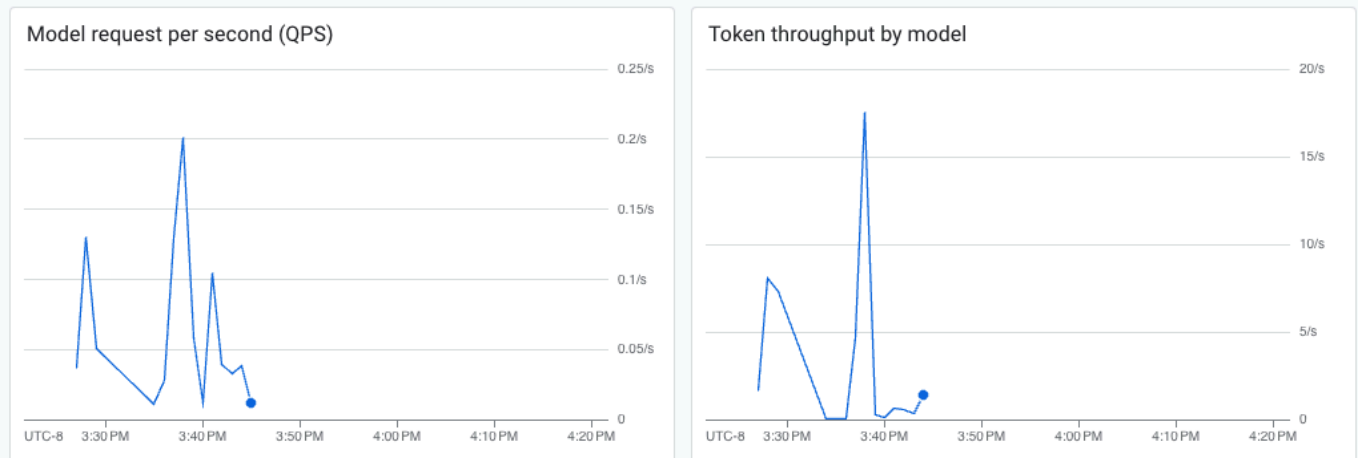 Model request per second (QPS)
0.25/s
0.2/s
0.15/s
0.1/s
0.05/s
0
UTC-8 3:30 PM 3:40 PM 3:50 PM 4:00 PM 4:10 PM 4:20 PM
Token throughput by model
20/s
15/s
10/s
5/s
0
UTC-8 3:30 PM 3:40 PM 3:50 PM 4:00 PM 4:10 PM 4:20 PM